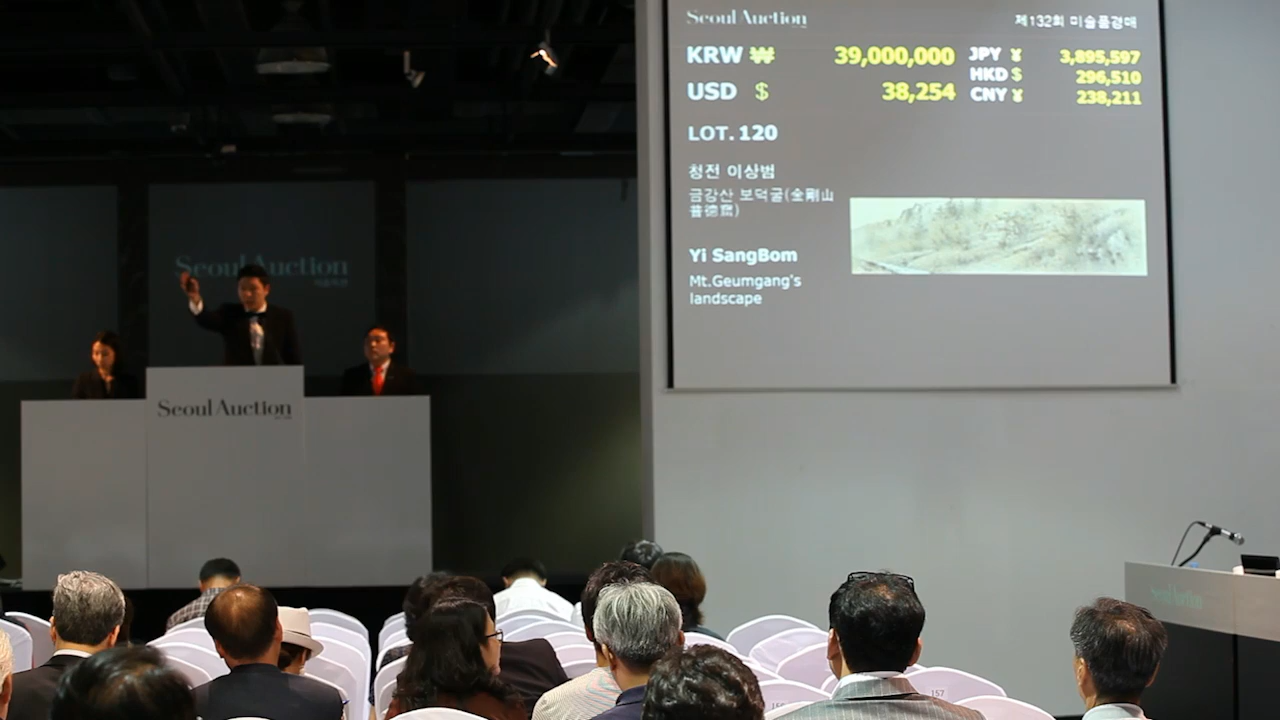 Seoul Auction
제132회 미술품경매
KRW ₩ 39,000,000
JPY ¥ 3,895,597
HKD $ 296,510
USD $ 38,254
CNY ¥ 238,211
LOT. 120
청전 이상범
금강산 보덕굴(金剛山
普德窟)
Yi SangBom
Mt.Geumgang's
landscape
Seoul Auction
Seoul Auction
Seoul Auction
157